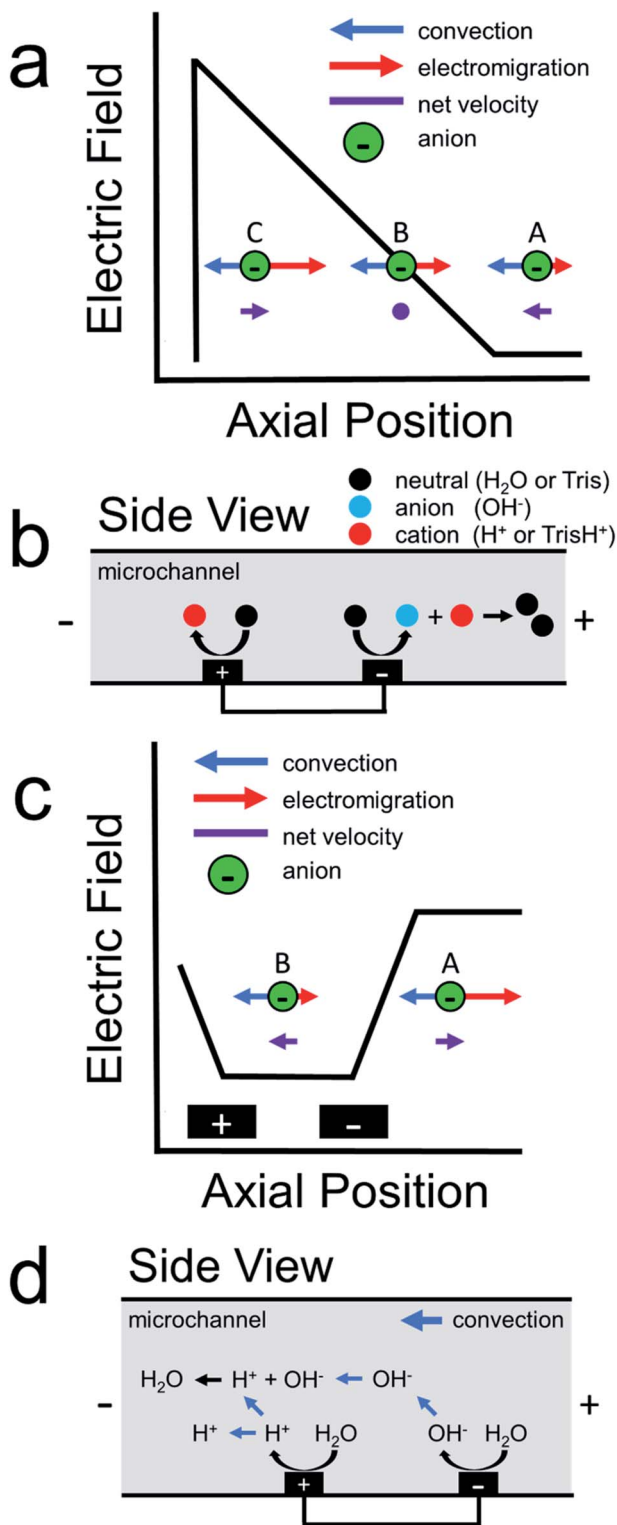 a
Electric Field
convection
electromigration
net velocity
- anion
C B A
- - -
Axial Position
b
Side View
neutral (H₂O or Tris)
anion (OH⁻)
cation (H⁺ or TrisH⁺)
microchannel
- + +
+ -
c
Electric Field
convection
electromigration
net velocity
- anion
B A
- -
+ -
Axial Position
d
Side View
microchannel convection
H₂O H⁺ + OH⁻ OH⁻
- +
H⁺ H⁺ H₂O OH⁻ H₂O
+ -